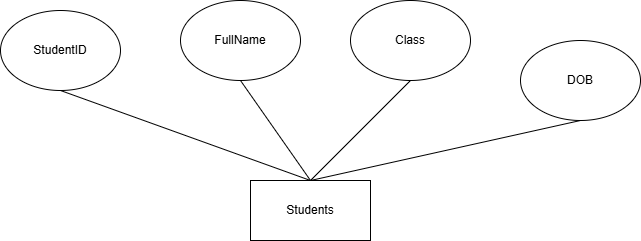 StudentID
FullName
Class
DOB
Students